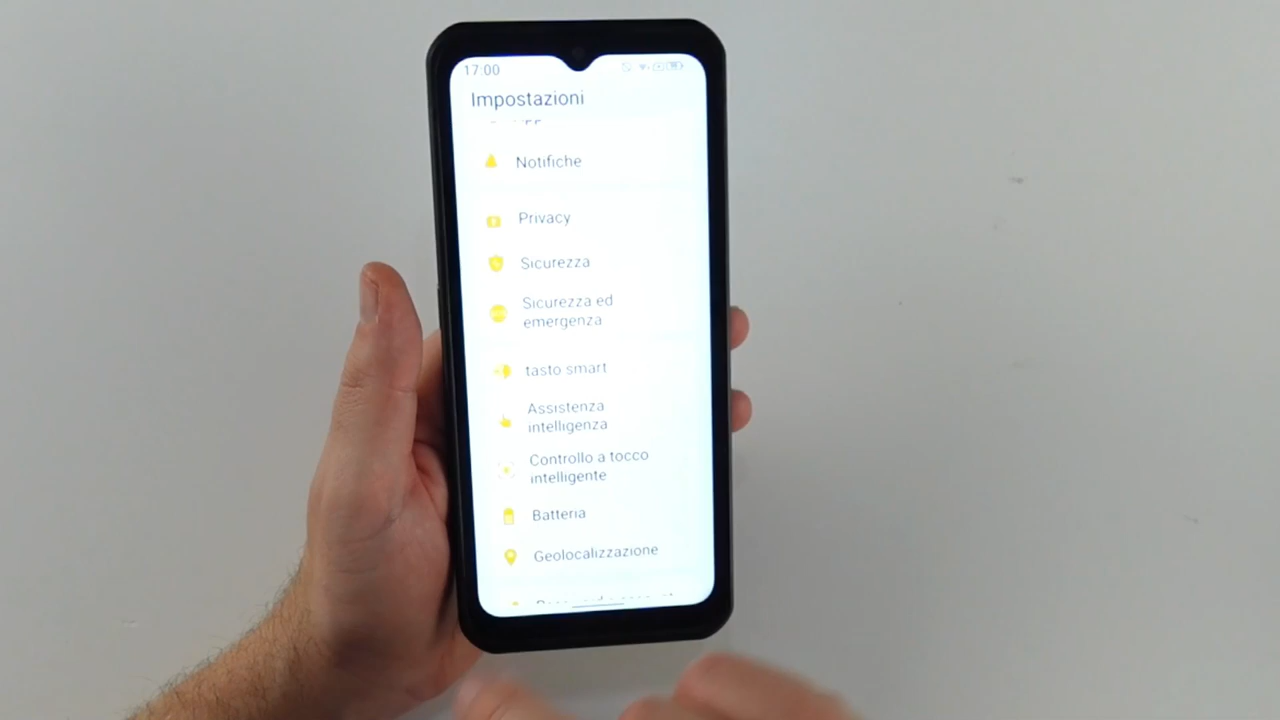 17:00
Impostazioni
Notifiche
Privacy
Sicurezza
Sicurezza ed
emergenza
tasto smart
Assistenza
intelligenza
Controllo a tocco
intelligente
Batteria
Geolocalizzazione